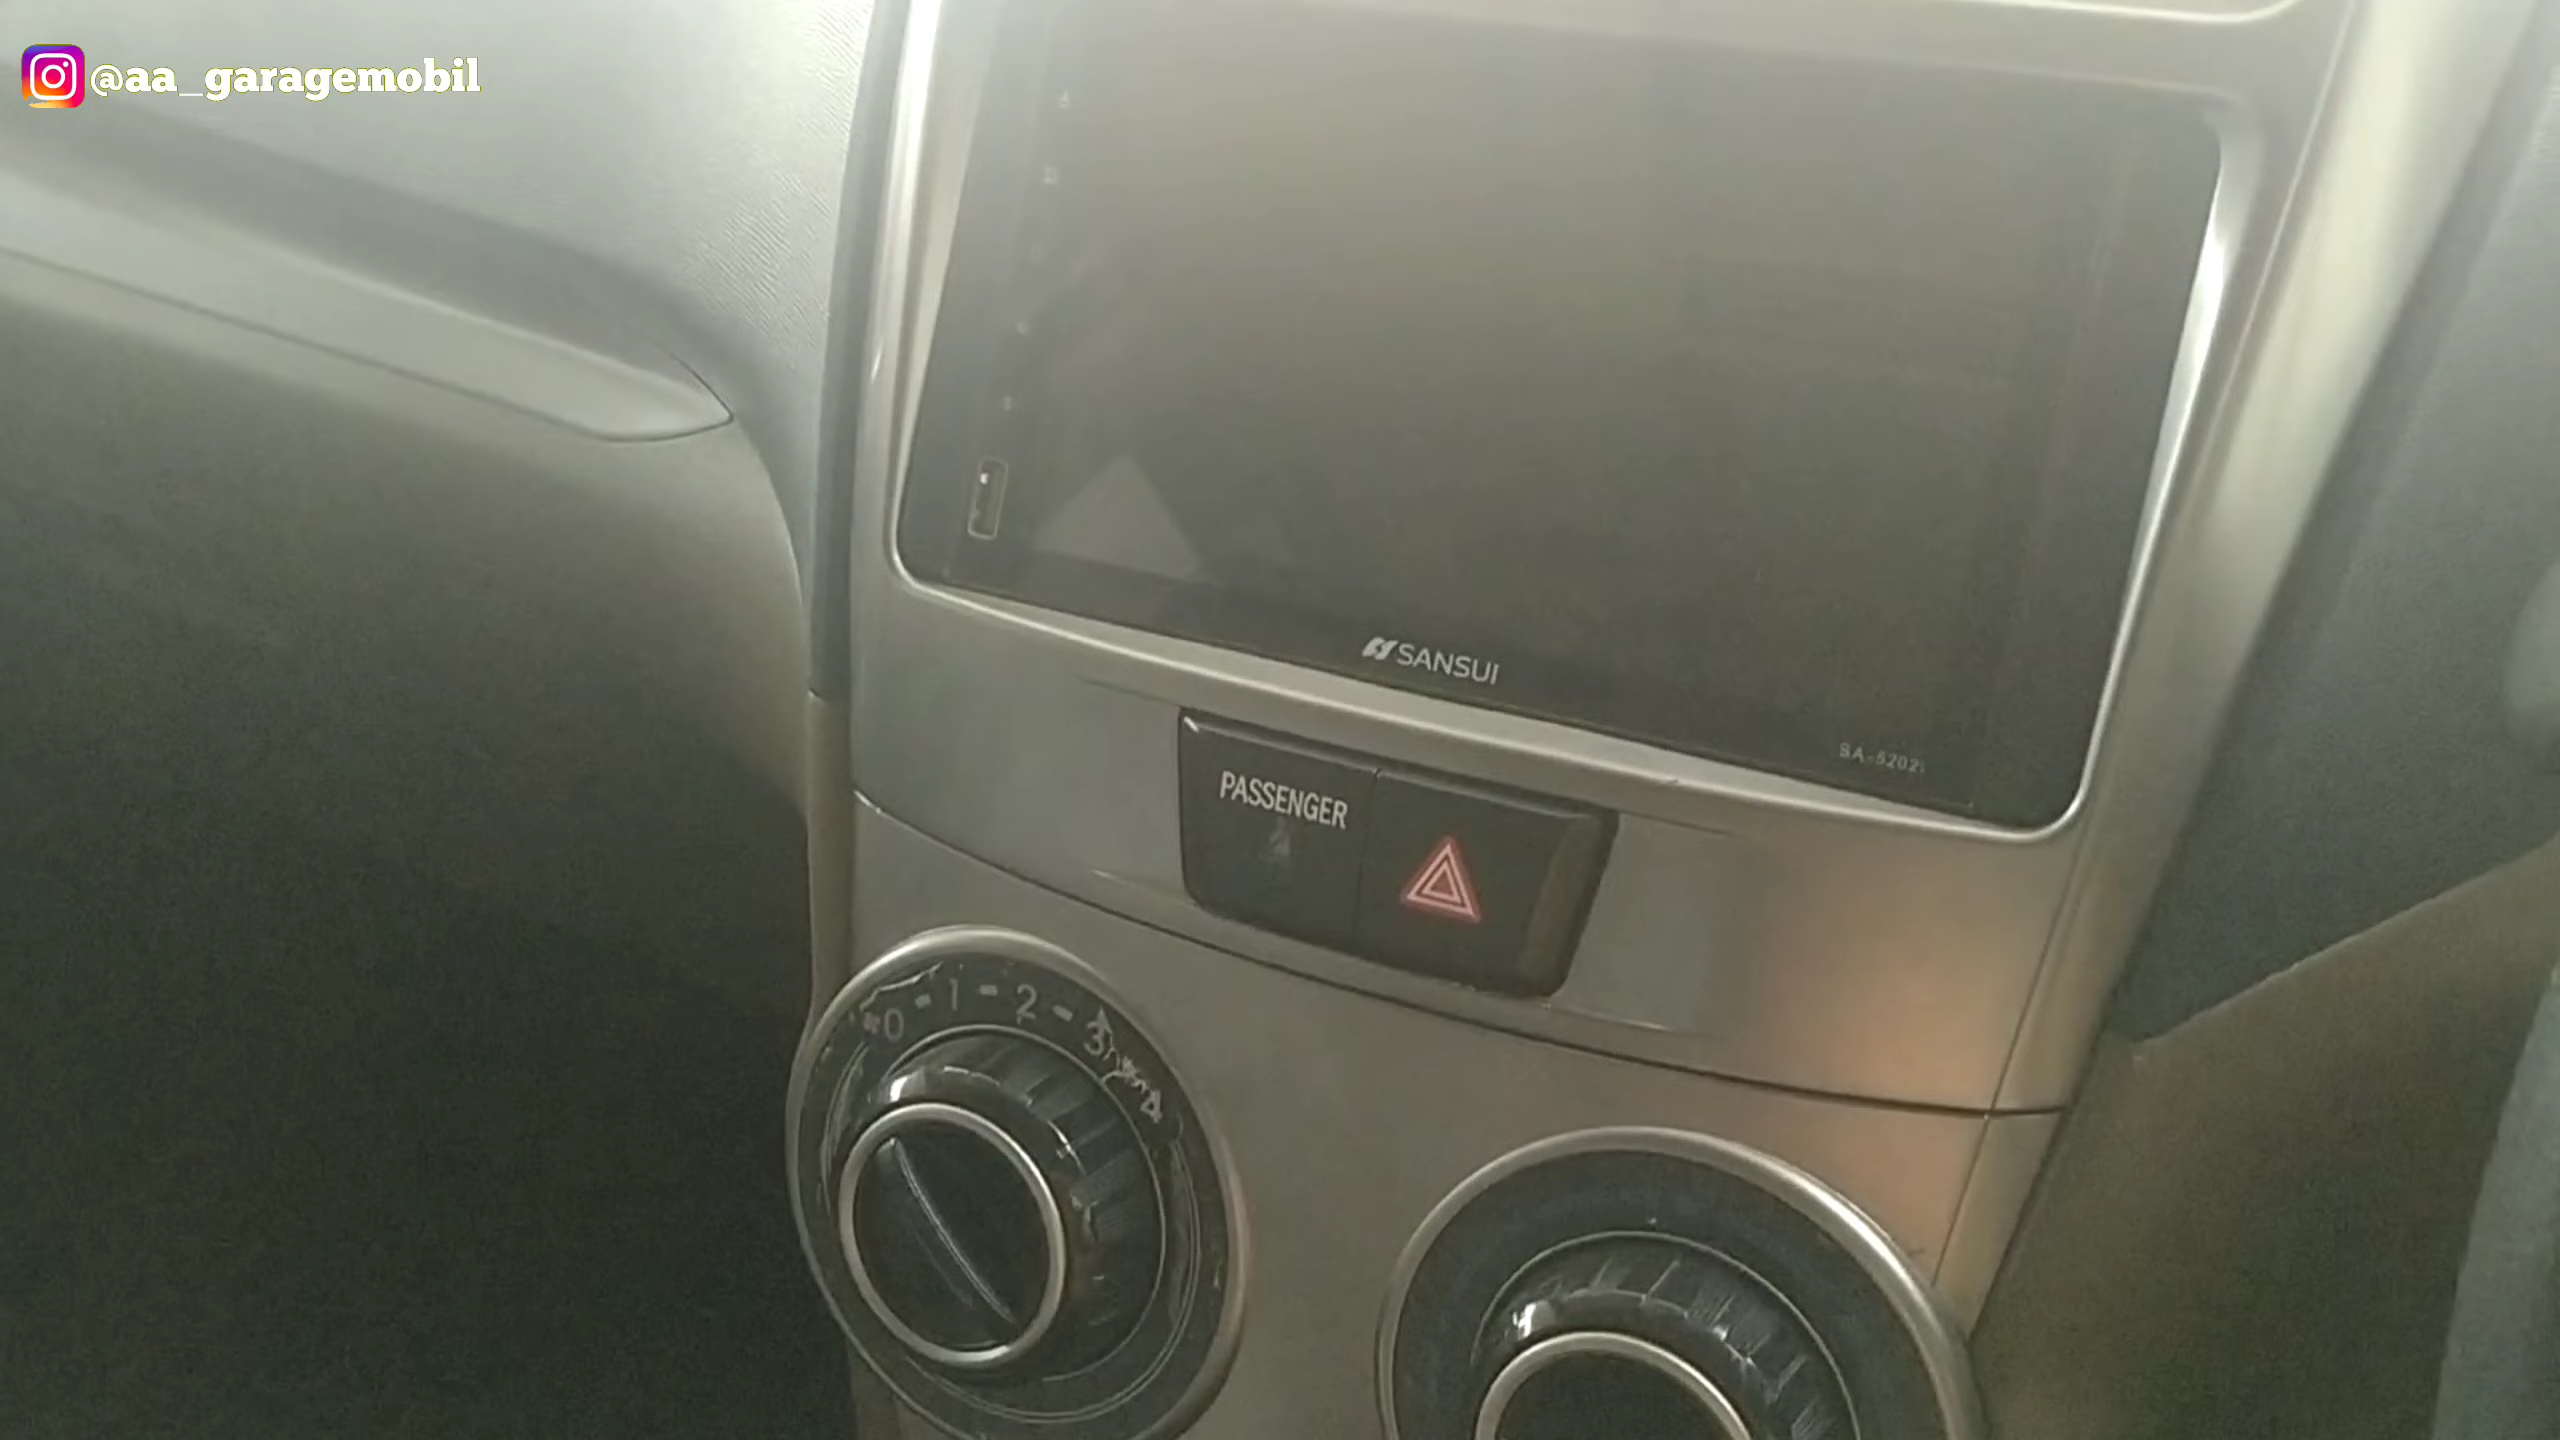 @aa_garagemobil
SANSUI
SA-5202i
PASSENGER
0 - 1 - 2 - 3 4